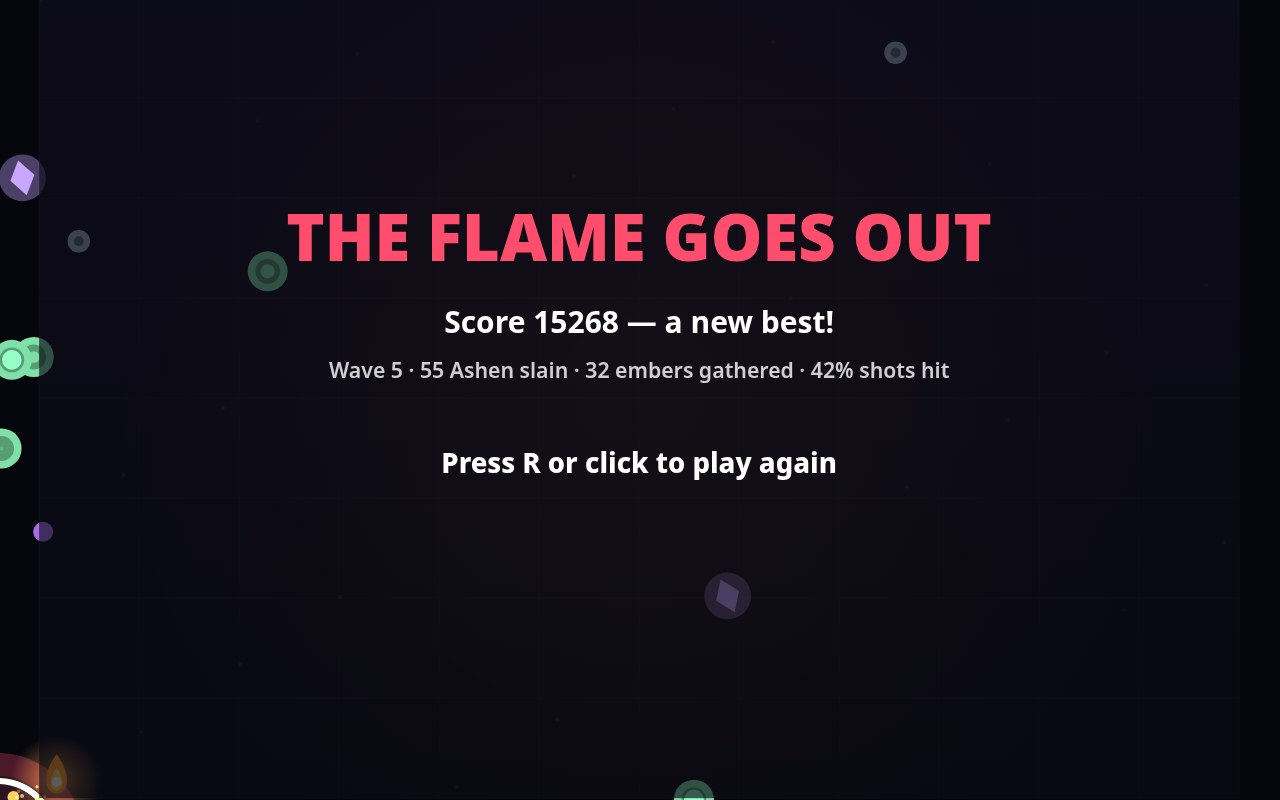 THE FLAME GOES OUT
Score 15268 — a new best!
Wave 5 · 55 Ashen slain · 32 embers gathered · 42% shots hit
Press R or click to play again